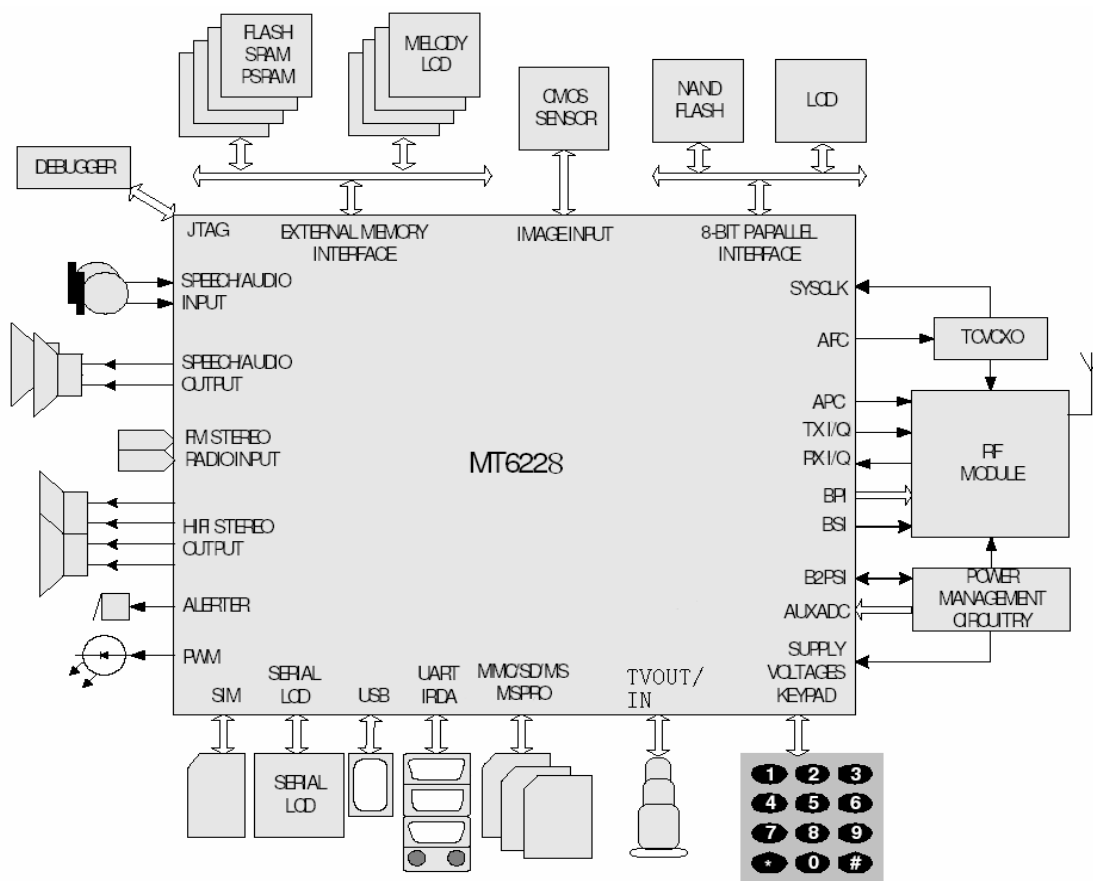 FLASH
SRAM
PSRAM
MELODY
LCD
CMOS
SENSOR
NAND
FLASH
LCD
DEBUGGER
JTAG
EXTERNAL MEMORY
INTERFACE
IMAGE INPUT
8-BIT PARALLEL
INTERFACE
SPEECH/AUDIO
INPUT
SYSCLK
AFC
TCVCXO
SPEECH/AUDIO
OUTPUT
APC
TX I/Q
RX I/Q
BPI
BSI
RF
MODULE
FM STEREO
RADIO INPUT
MT6228
HIFI STEREO
OUTPUT
B2PSI
AUXADC
POWER
MANAGEMENT
CIRCUITRY
ALERTER
PWM
SUPPLY
VOLTAGES
KEYPAD
SIM
SERIAL
LCD
USB
UART
IRDA
MMC/SD/MS
MSPRO
TVOUT/
IN
SERIAL
LCD
1 2 3
4 5 6
7 8 9
* 0 #